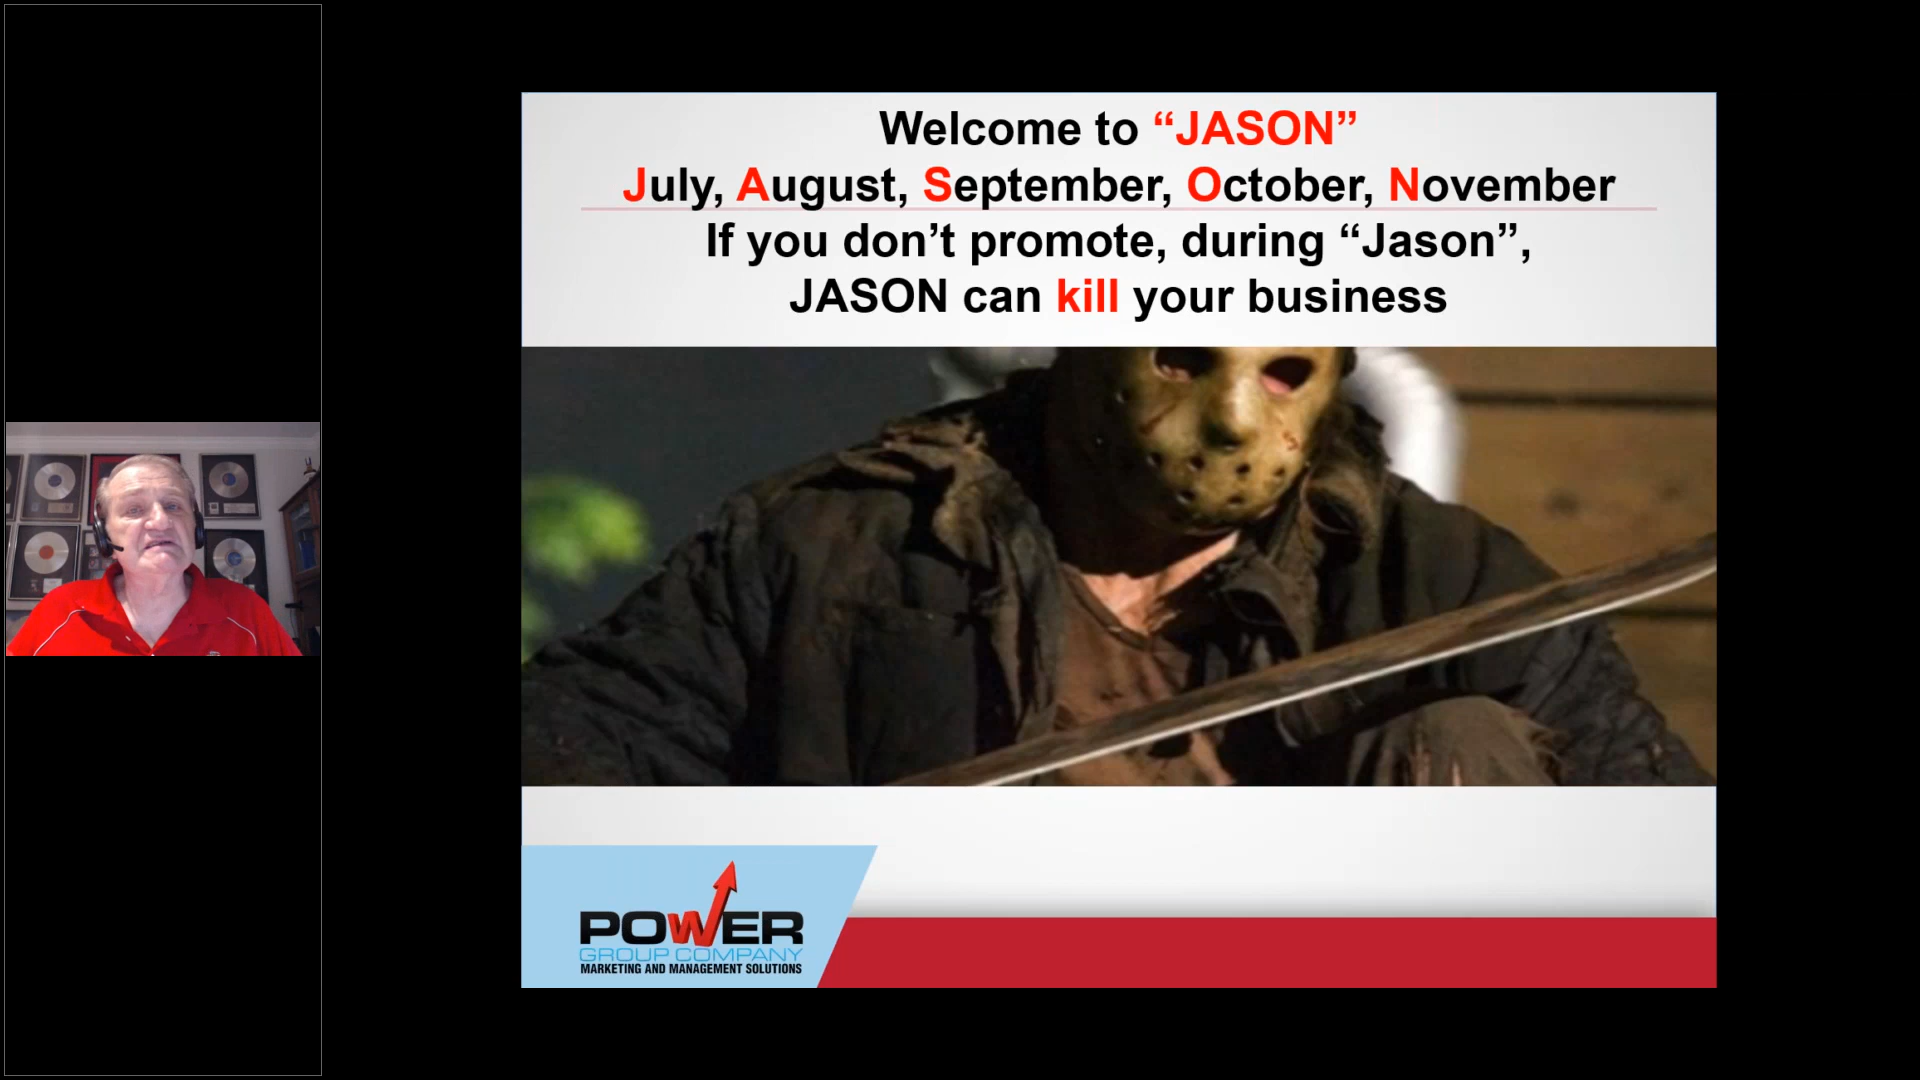 Welcome to “JASON”
July, August, September, October, November
If you don’t promote, during “Jason”,
JASON can kill your business
POWER
GROUP COMPANY
MARKETING AND MANAGEMENT SOLUTIONS